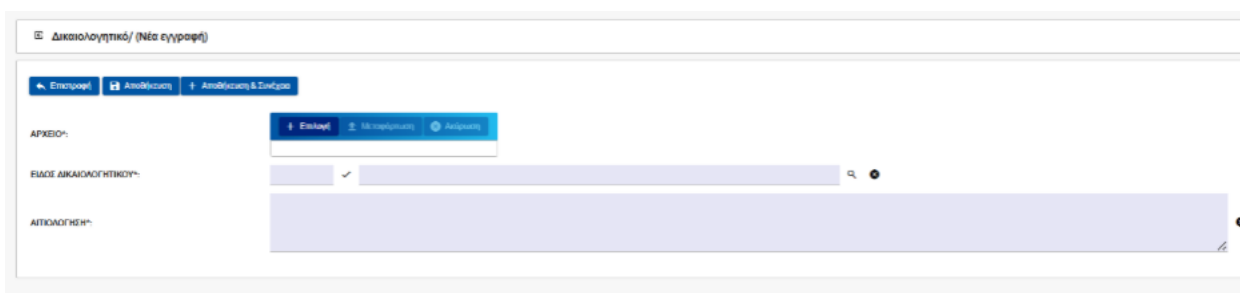 Δικαιολογητικό/ (Νέα εγγραφή)
Επιστροφή Αποθήκευση + Αποθήκευση & Συνέχεια
ΑΡΧΕΙΟ*: + Επιλογή Μεταφόρτωση Ακύρωση
ΕΙΔΟΣ ΔΙΚΑΙΟΛΟΓΗΤΙΚΟΥ*:
ΑΙΤΙΟΛΟΓΗΣΗ*: